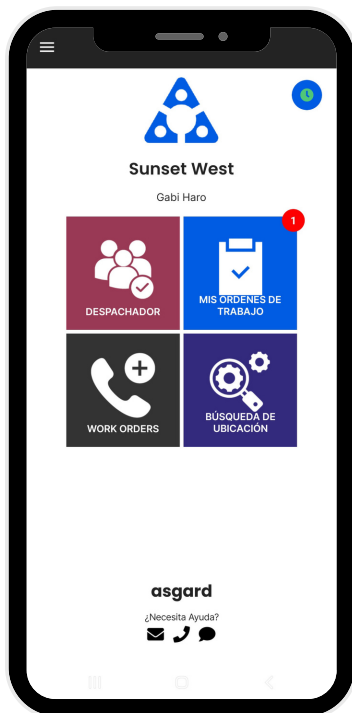 Sunset West
Gabi Haro
1
DESPACHADOR
MIS ORDENES DE
TRABAJO
WORK ORDERS
BÚSQUEDA DE
UBICACIÓN
asgard
¿Necesita Ayuda?